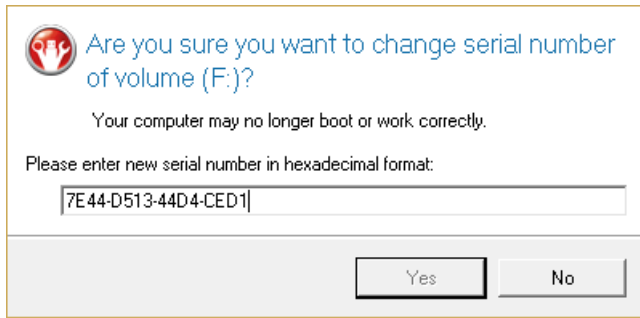 Are you sure you want to change serial number
of volume (F:)?
Your computer may no longer boot or work correctly.
Please enter new serial number in hexadecimal format:
7E44-D513-44D4-CED1
Yes No